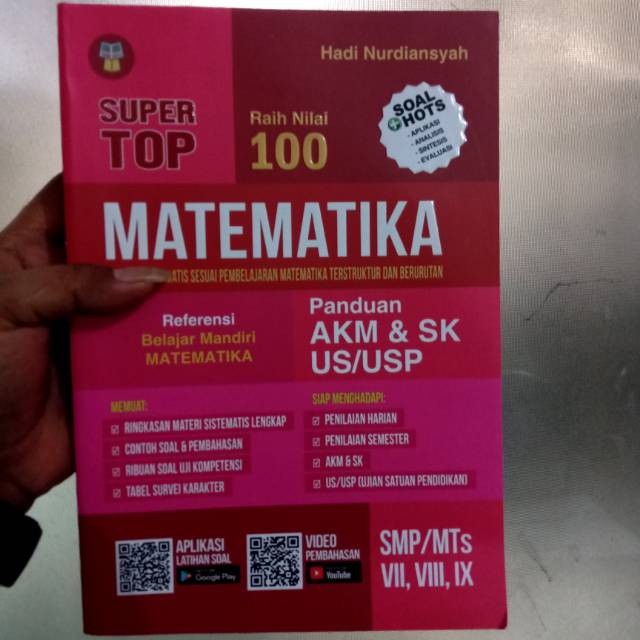 Hadi Nurdiansyah
SUPER
TOP
Raih Nilai
100
SOAL
+HOTS
- APLIKASI
- ANALISIS
- SINTESIS
- EVALUASI
MATEMATIKA
SESUAI PEMBELAJARAN MATEMATIKA TERSTRUKTUR DAN BERURUTAN
Referensi
Belajar Mandiri
MATEMATIKA
Panduan
AKM & SK
US/USP
MEMUAT:
RINGKASAN MATERI SISTEMATIS LENGKAP
CONTOH SOAL & PEMBAHASAN
RIBUAN SOAL UJI KOMPETENSI
TABEL SURVEI KARAKTER
SIAP MENGHADAPI:
PENILAIAN HARIAN
PENILAIAN SEMESTER
AKM & SK
US/USP (UJIAN SATUAN PENDIDIKAN)
APLIKASI
LATIHAN SOAL
Google Play
VIDEO
PEMBAHASAN
YouTube
SMP/MTs
VII, VIII, IX